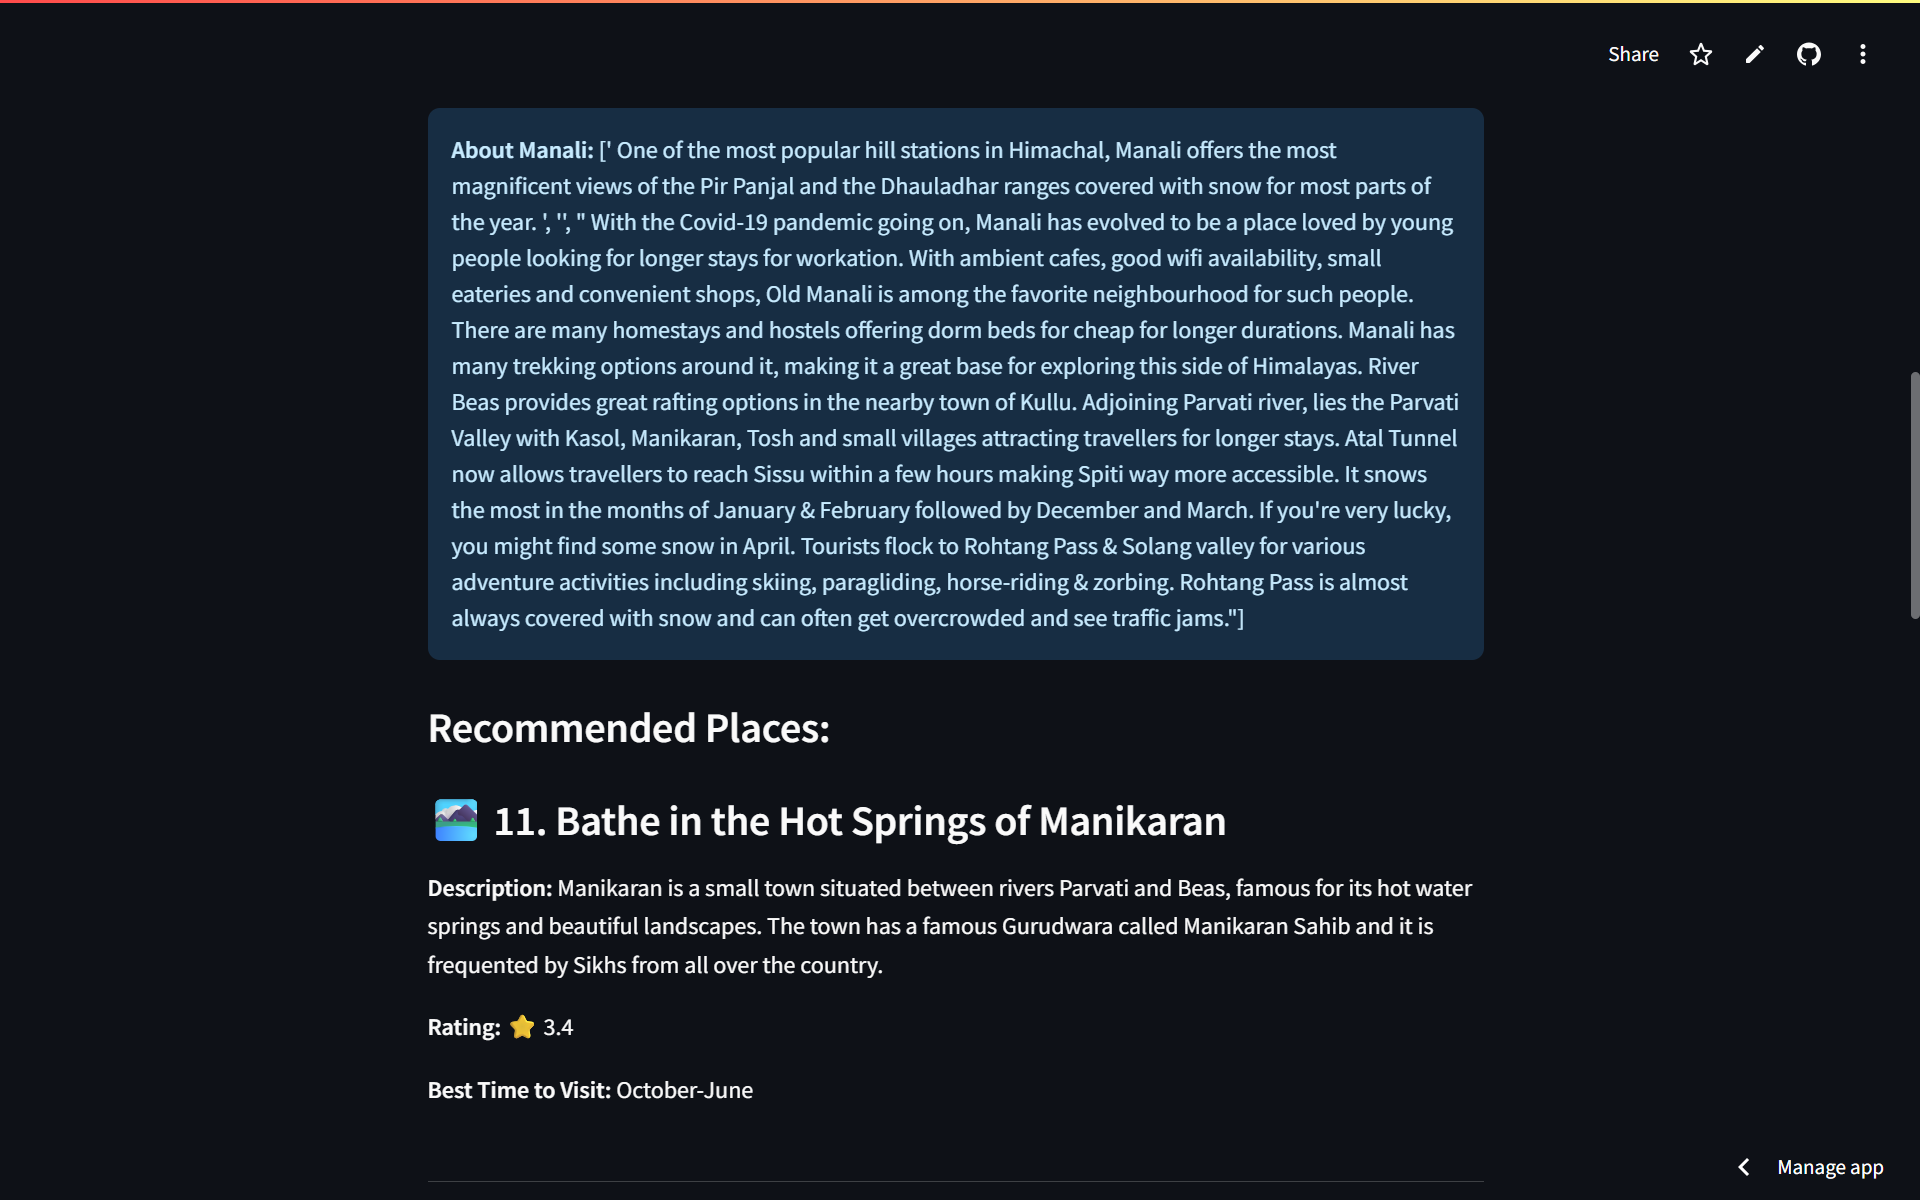 Share
About Manali: [' One of the most popular hill stations in Himachal, Manali offers the most
magnificent views of the Pir Panjal and the Dhauladhar ranges covered with snow for most parts of
the year. ', '', " With the Covid-19 pandemic going on, Manali has evolved to be a place loved by young
people looking for longer stays for workation. With ambient cafes, good wifi availability, small
eateries and convenient shops, Old Manali is among the favorite neighbourhood for such people.
There are many homestays and hostels offering dorm beds for cheap for longer durations. Manali has
many trekking options around it, making it a great base for exploring this side of Himalayas. River
Beas provides great rafting options in the nearby town of Kullu. Adjoining Parvati river, lies the Parvati
Valley with Kasol, Manikaran, Tosh and small villages attracting travellers for longer stays. Atal Tunnel
now allows travellers to reach Sissu within a few hours making Spiti way more accessible. It snows
the most in the months of January & February followed by December and March. If you're very lucky,
you might find some snow in April. Tourists flock to Rohtang Pass & Solang valley for various
adventure activities including skiing, paragliding, horse-riding & zorbing. Rohtang Pass is almost
always covered with snow and can often get overcrowded and see traffic jams."]
Recommended Places:
11. Bathe in the Hot Springs of Manikaran
Description: Manikaran is a small town situated between rivers Parvati and Beas, famous for its hot water
springs and beautiful landscapes. The town has a famous Gurudwara called Manikaran Sahib and it is
frequented by Sikhs from all over the country.
Rating: ⭐ 3.4
Best Time to Visit: October-June
Manage app